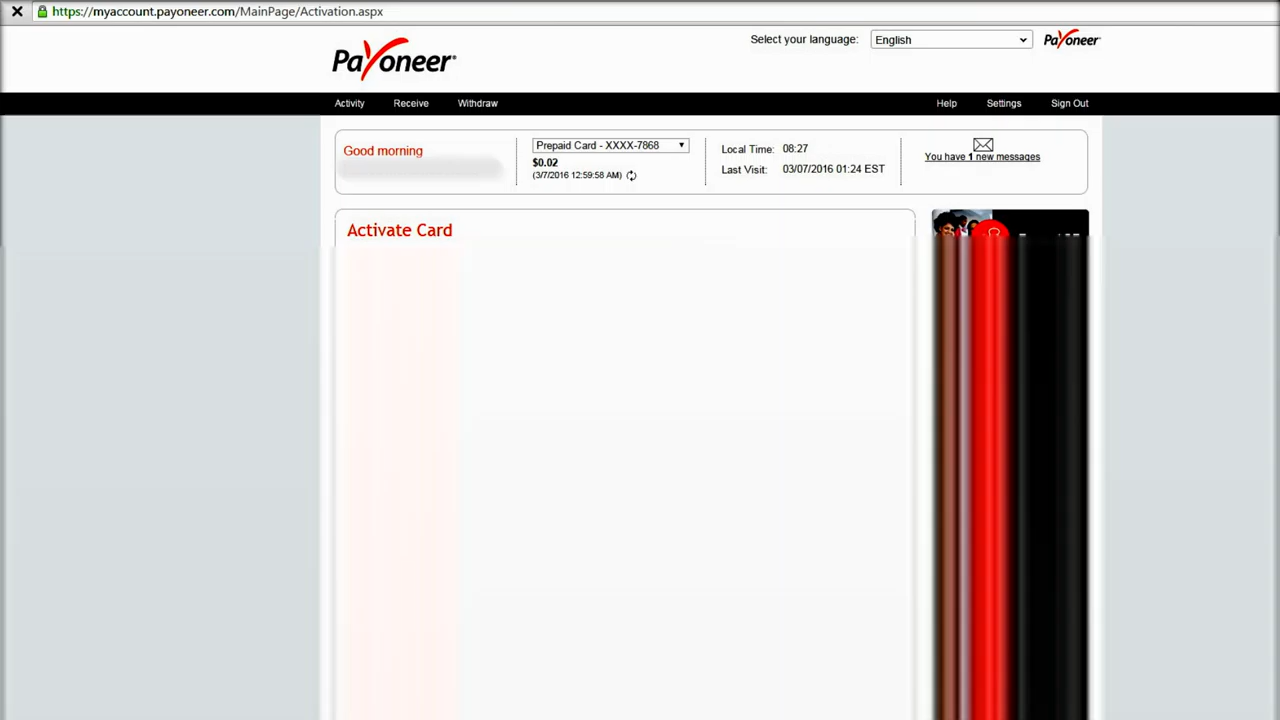 https://myaccount.payoneer.com/MainPage/Activation.aspx
Payoneer®
Select your language: English
Payoneer
Activity Receive Withdraw Help Settings Sign Out
Good morning
Prepaid Card - XXXX-7868
$0.02
(3/7/2016 12:59:58 AM)
Local Time: 08:27
Last Visit: 03/07/2016 01:24 EST
You have 1 new messages
Activate Card